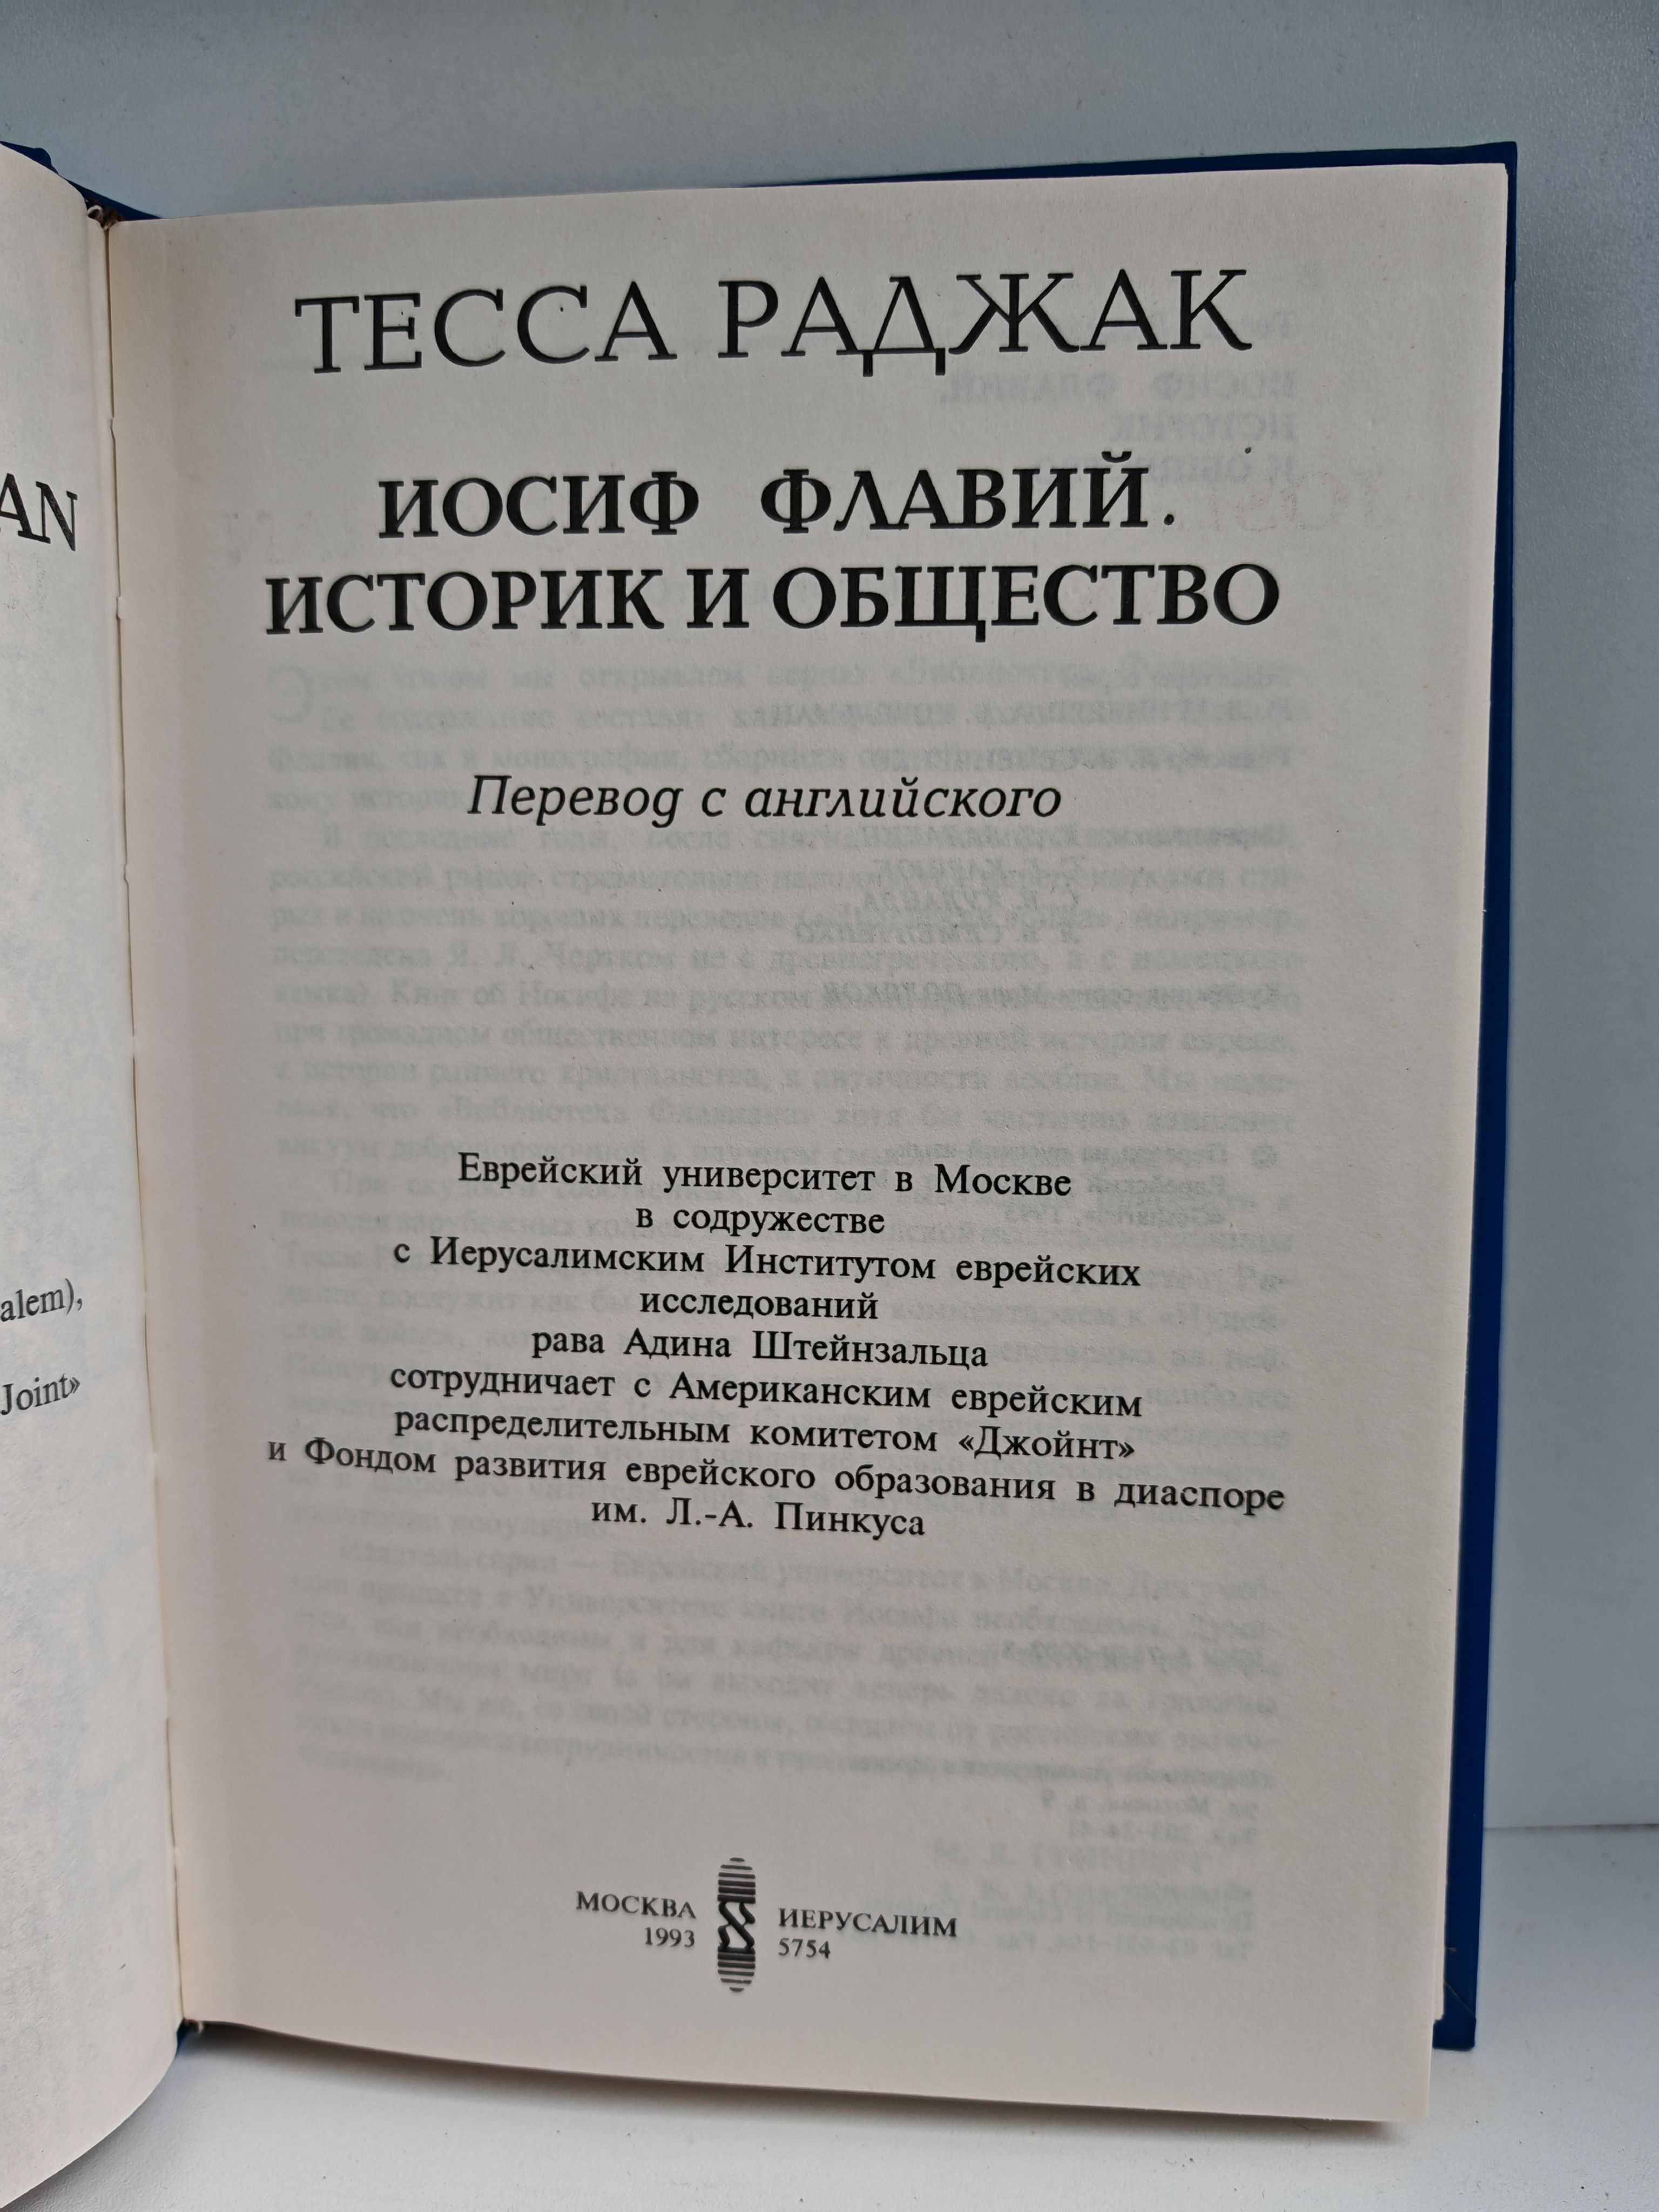 AN
alem),
Joint»
ТЕССА РАДЖАК
ИОСИФ ФЛАВИЙ.
ИСТОРИК И ОБЩЕСТВО
Перевод с английского
Еврейский университет в Москве
в содружестве
с Иерусалимским Институтом еврейских
исследований
рава Адина Штейнзальца
сотрудничает с Американским еврейским
распределительным комитетом «Джойнт»
и Фондом развития еврейского образования в диаспоре
им. Л.-А. Пинкуса
МОСКВА
1993
ИЕРУСАЛИМ
5754